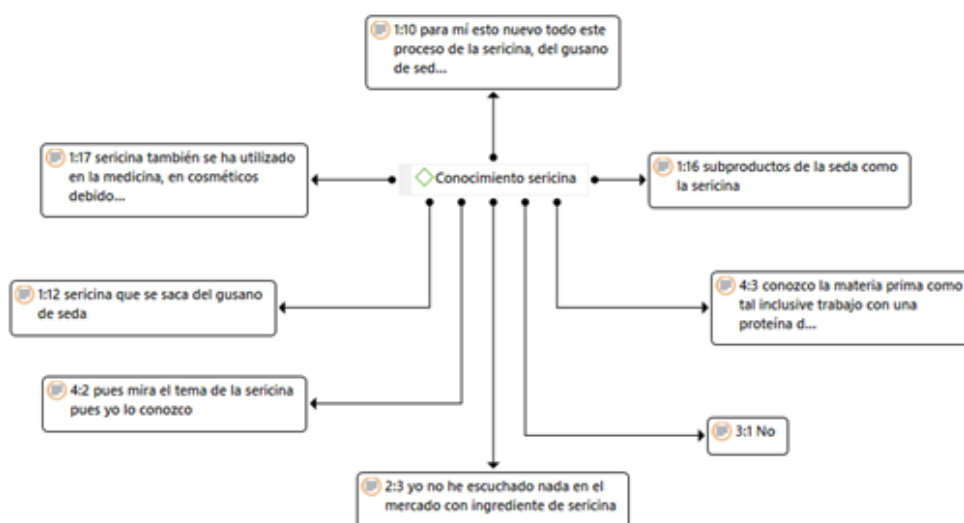 1:10 para mí esto nuevo todo este
proceso de la sericina, del gusano
de sed...
1:17 sericina también se ha utilizado
en la medicina, en cosméticos
debido...
Conocimiento sericina
1:16 subproductos de la seda como
la sericina
1:12 sericina que se saca del gusano
de seda
4:3 conozco la materia prima como
tal inclusive trabajo con una
proteína d...
4:2 pues mira el tema de la sericina
pues yo lo conozco
3:1 No
2:3 yo no he escuchado nada en el
mercado con ingrediente de sericina